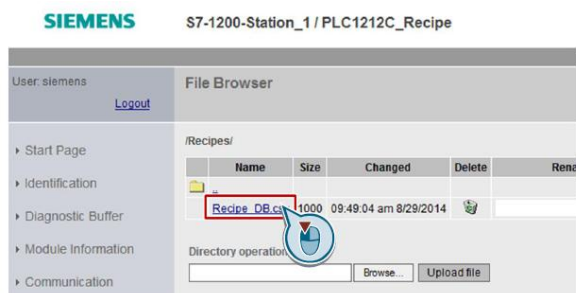 SIEMENS
S7-1200-Station_1 / PLC1212C_Recipe
User: siemens
Logout
File Browser
Start Page
Identification
Diagnostic Buffer
Module Information
Communication
/Recipes/
Name Size Changed Delete
..
1000 09:49:04 am 8/29/2014
Directory
Browse... Upload file